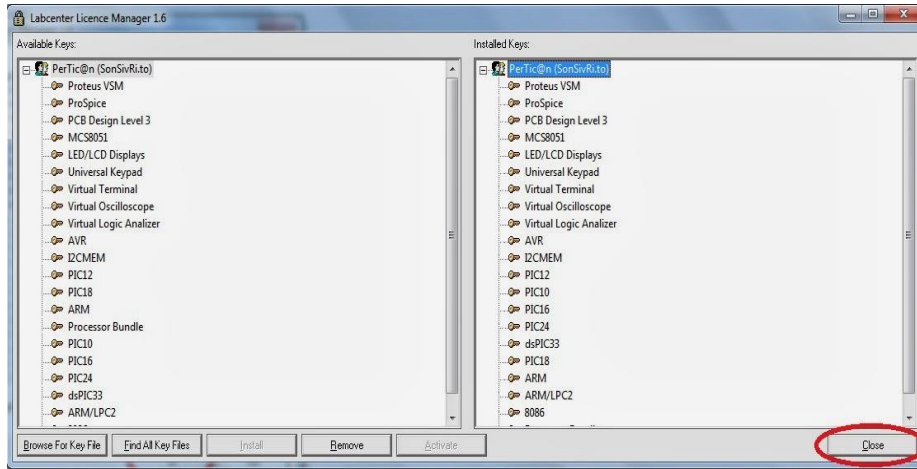 Labcenter Licence Manager 1.6
Available Keys:
PerTic@n (SonSivRi.to)
Proteus VSM
ProSpice
PCB Design Level 3
MCS8051
LED/LCD Displays
Universal Keypad
Virtual Terminal
Virtual Oscilloscope
Virtual Logic Analizer
AVR
I2CMEM
PIC12
PIC18
ARM
Processor Bundle
PIC10
PIC16
PIC24
dsPIC33
ARM/LPC2
Installed Keys:
PerTic@n (SonSivRi.to)
Proteus VSM
ProSpice
PCB Design Level 3
MCS8051
LED/LCD Displays
Universal Keypad
Virtual Terminal
Virtual Oscilloscope
Virtual Logic Analizer
AVR
I2CMEM
PIC12
PIC10
PIC16
PIC24
dsPIC33
PIC18
ARM
ARM/LPC2
8086
Browse For Key File Find All Key Files Install Remove Activate Close